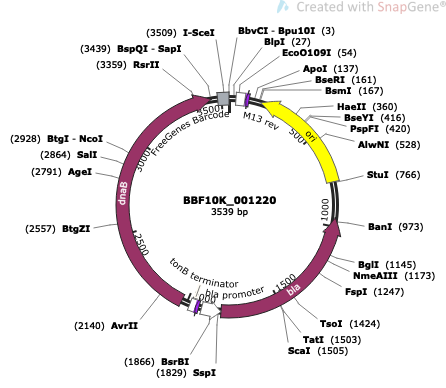 Created with SnapGene®
(3509) I-SceI
BbvCI - Bpu10I (3)
BlpI (27)
EcoO109I (54)
(3439) BspQI - SapI
(3359) RsrII
ApoI (137)
BseRI (161)
BsmI (167)
HaeII (360)
BseYI (416)
PspFI (420)
AlwNI (528)
StuI (766)
BanI (973)
BglI (1145)
NmeAIII (1173)
FspI (1247)
TsoI (1424)
TatI (1503)
ScaI (1505)
(1829) SspI
(1866) BsrBI
(2140) AvrII
(2557) BtgZI
(2791) AgeI
(2864) SalI
(2928) BtgI - NcoI
FreeGenes Barcode
M13 rev
ori
bla
bla promoter
tonB terminator
dnaB
500
1000
1500
2500
3000
BBF10K_001220
3539 bp